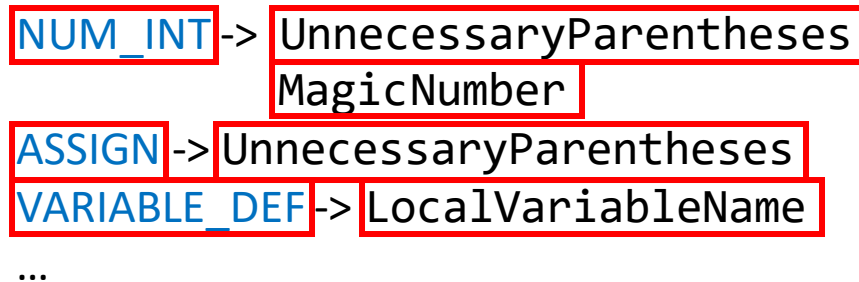 NUM_INT-> UnnecessaryParentheses
MagicNumber
ASSIGN -> UnnecessaryParentheses
VARIABLE_DEF-> LocalVariableName
…